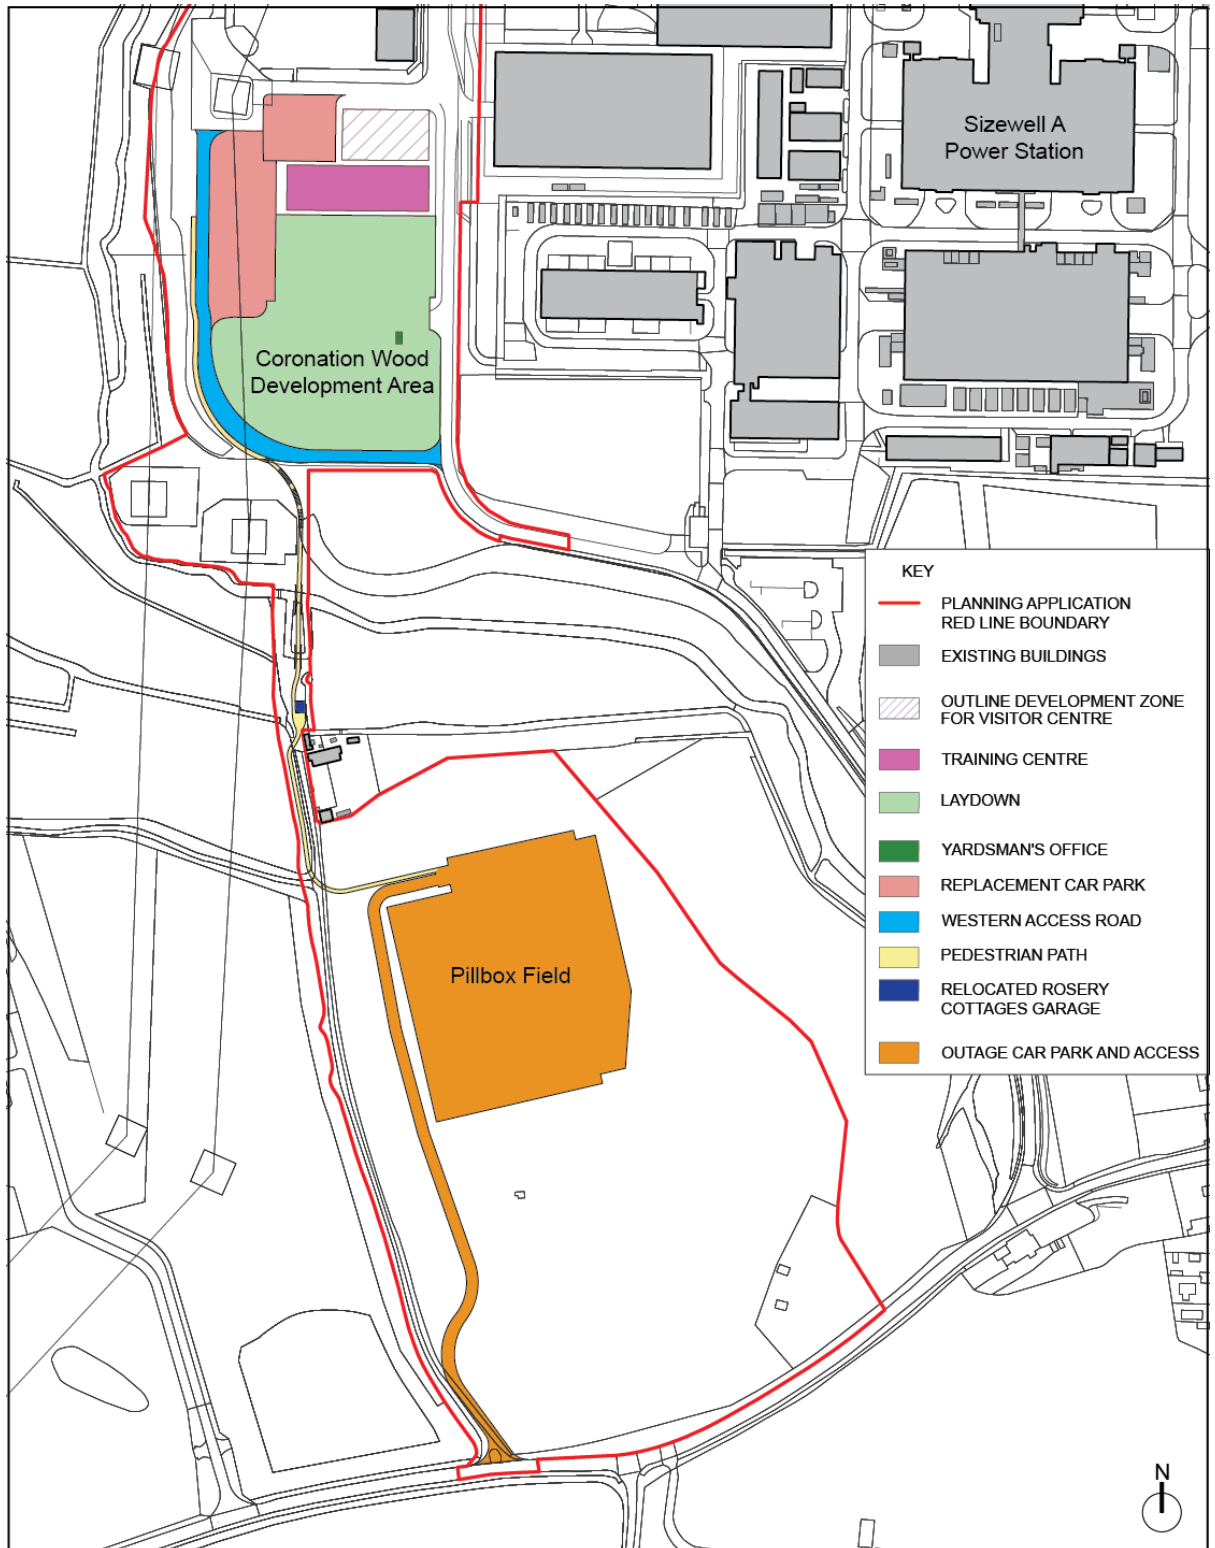 Sizewell A
Power Station
Coronation Wood
Development Area
KEY
PLANNING APPLICATION
RED LINE BOUNDARY
EXISTING BUILDINGS
OUTLINE DEVELOPMENT ZONE
FOR VISITOR CENTRE
TRAINING CENTRE
LAYDOWN
YARDSMAN'S OFFICE
REPLACEMENT CAR PARK
WESTERN ACCESS ROAD
PEDESTRIAN PATH
RELOCATED ROSERY
COTTAGES GARAGE
OUTAGE CAR PARK AND ACCESS
Pillbox Field
N